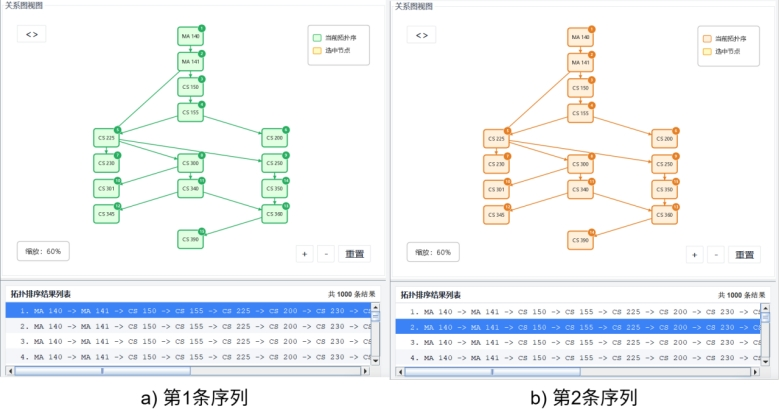 关系图视图
< >
当前拓扑序
选中节点
MA 140
MA 141
CS 150
CS 155
CS 225
CS 200
CS 230
CS 300
CS 250
CS 301
CS 340
CS 350
CS 345
CS 360
CS 390
缩放：60%
+
-
重置
拓扑排序结果列表 共 1000 条结果
1. MA 140 -> MA 141 -> CS 150 -> CS 155 -> CS 225 -> CS 200 -> CS 230 -> CS
2. MA 140 -> MA 141 -> CS 150 -> CS 155 -> CS 225 -> CS 200 -> CS 230 -> CS
3. MA 140 -> MA 141 -> CS 150 -> CS 155 -> CS 225 -> CS 200 -> CS 230 -> CS
4. MA 140 -> MA 141 -> CS 150 -> CS 155 -> CS 225 -> CS 200 -> CS 230 -> CS
a) 第1条序列
关系图视图
< >
当前拓扑序
选中节点
MA 140
MA 141
CS 150
CS 155
CS 225
CS 200
CS 230
CS 300
CS 250
CS 301
CS 340
CS 350
CS 345
CS 360
CS 390
缩放：60%
+
-
重置
拓扑排序结果列表 共 1000 条结果
1. MA 140 -> MA 141 -> CS 150 -> CS 155 -> CS 225 -> CS 200 -> CS 230 -> CS
2. MA 140 -> MA 141 -> CS 150 -> CS 155 -> CS 225 -> CS 200 -> CS 230 -> CS
3. MA 140 -> MA 141 -> CS 150 -> CS 155 -> CS 225 -> CS 200 -> CS 230 -> CS
4. MA 140 -> MA 141 -> CS 150 -> CS 155 -> CS 225 -> CS 200 -> CS 230 -> CS
b) 第2条序列